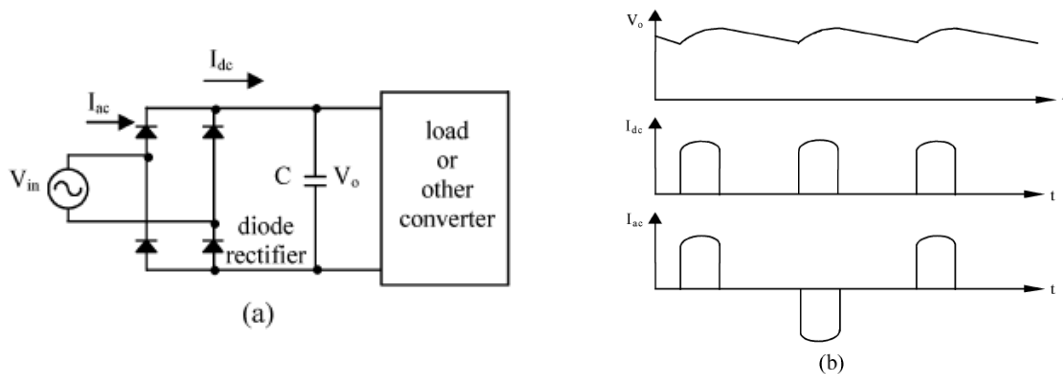 I_dc
I_ac
V_in
C
V_o
load
or
other
converter
diode
rectifier
(a)
V_o
I_dc
t
I_ac
t
(b)